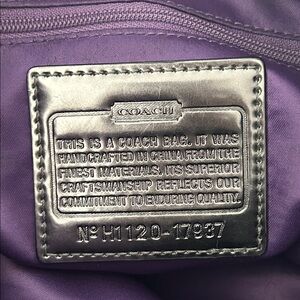 COACH
THIS IS A COACH BAG. IT WAS
HANDCRAFTED IN CHINA FROM THE
FINEST MATERIALS. ITS SUPERIOR
CRAFTSMANSHIP REFLECTS OUR
COMMITMENT TO ENDURING QUALITY.
Nº H1120-17937